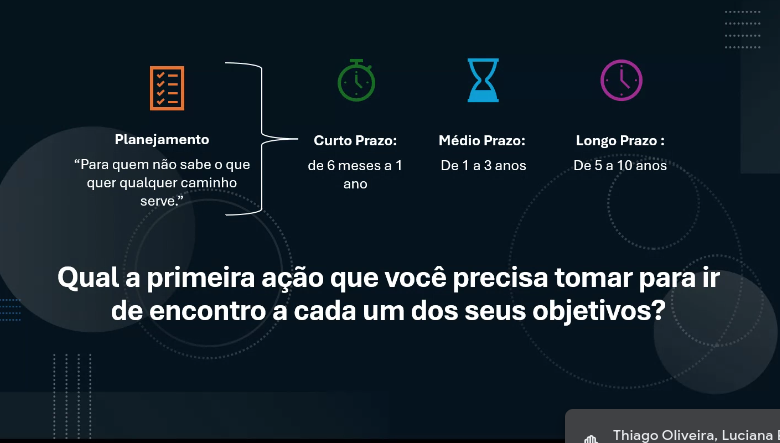 Planejamento
“Para quem não sabe o que
quer qualquer caminho
serve.”
Curto Prazo:
de 6 meses a 1
ano
Médio Prazo:
De 1 a 3 anos
Longo Prazo :
De 5 a 10 anos
Qual a primeira ação que você precisa tomar para ir
de encontro a cada um dos seus objetivos?
Thiago Oliveira, Luciana